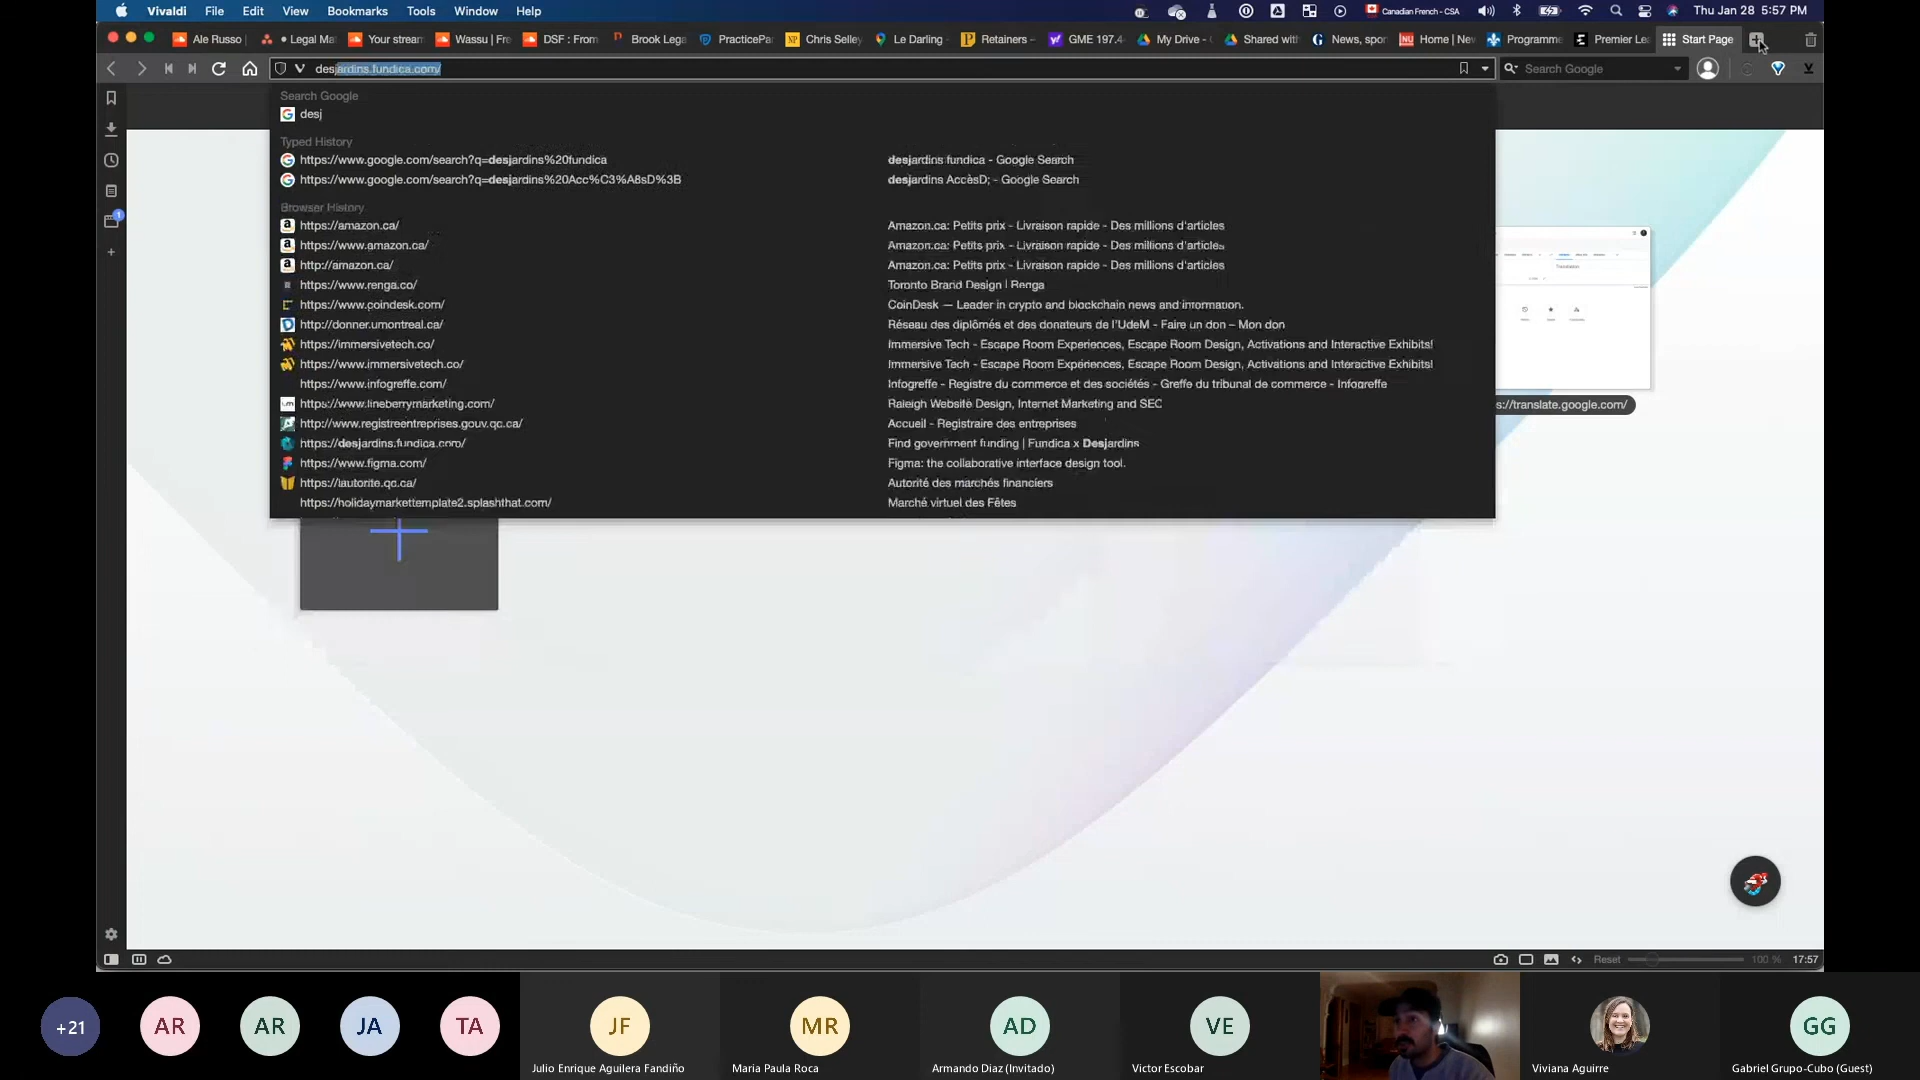 Vivaldi File Edit View Bookmarks Tools Window Help Canadian French - CSA Thu Jan 28 5:57 PM
Ale Russo • Legal Ma Your stream Wassu | Fre DSF : From Brook Lega PracticePa Chris Selley Le Darling - Retainers - GME 197.4 My Drive - Shared with News, spor Home | Nev Programme Premier Le Start Page
desjardins.fundica.com/ Search Google
Search Google
desj
Typed History
https://www.google.com/search?q=desjardins%20fundica desjardins fundica - Google Search
https://www.google.com/search?q=desjardins%20Acc%C3%A8sD%3B desjardins AccèsD; - Google Search
Browser History
https://amazon.ca/ Amazon.ca: Petits prix - Livraison rapide - Des millions d'articles
https://www.amazon.ca/ Amazon.ca: Petits prix - Livraison rapide - Des millions d'articles
http://amazon.ca/ Amazon.ca: Petits prix - Livraison rapide - Des millions d'articles
https://www.renga.co/ Toronto Brand Design | Renga
https://www.coindesk.com/ CoinDesk — Leader in crypto and blockchain news and information.
http://donner.umontreal.ca/ Réseau des diplômés et des donateurs de l'UdeM - Faire un don – Mon don
https://immersivetech.co/ Immersive Tech - Escape Room Experiences, Escape Room Design, Activations and Interactive Exhibits!
https://www.immersivetech.co/ Immersive Tech - Escape Room Experiences, Escape Room Design, Activations and Interactive Exhibits!
https://www.infogreffe.com/ Infogreffe - Registre du commerce et des sociétés - Greffe du tribunal de commerce - Infogreffe
https://www.lineberrymarketing.com/ Raleigh Website Design, Internet Marketing and SEO
http://www.registreentreprises.gouv.qc.ca/ Accueil - Registraire des entreprises
https://desjardins.fundica.com/ Find government funding | Fundica x Desjardins
https://www.figma.com/ Figma: the collaborative interface design tool.
https://lautorite.qc.ca/ Autorité des marchés financiers
https://holidaymarkettemplate2.splashthat.com/ Marché virtuel des Fêtes
s://translate.google.com/
Reset 100 % 17:57
+21 AR AR JA TA JF MR AD VE GG
Julio Enrique Aguilera Fandiño Maria Paula Roca Armando Diaz (Invitado) Victor Escobar Viviana Aguirre Gabriel Grupo-Cubo (Guest)